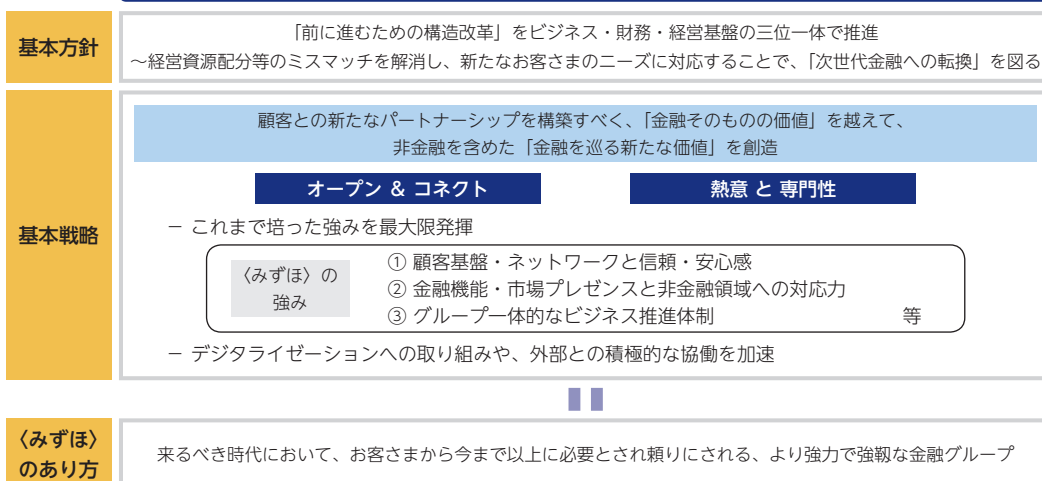 基本方針
「前に進むための構造改革」をビジネス・財務・経営基盤の三位一体で推進
～経営資源配分等のミスマッチを解消し、新たなお客さまのニーズに対応することで、「次世代金融への転換」を図る
基本戦略
顧客との新たなパートナーシップを構築すべく、「金融そのものの価値」を越えて、
非金融を含めた「金融を巡る新たな価値」を創造
オープン & コネクト
熱意 と 専門性
− これまで培った強みを最大限発揮
〈みずほ〉の
強み
① 顧客基盤・ネットワークと信頼・安心感
② 金融機能・市場プレゼンスと非金融領域への対応力
③ グループ一体的なビジネス推進体制 等
− デジタライゼーションへの取り組みや、外部との積極的な協働を加速
〈みずほ〉
のあり方
来るべき時代において、お客さまから今まで以上に必要とされ頼りにされる、より強力で強靱な金融グループ